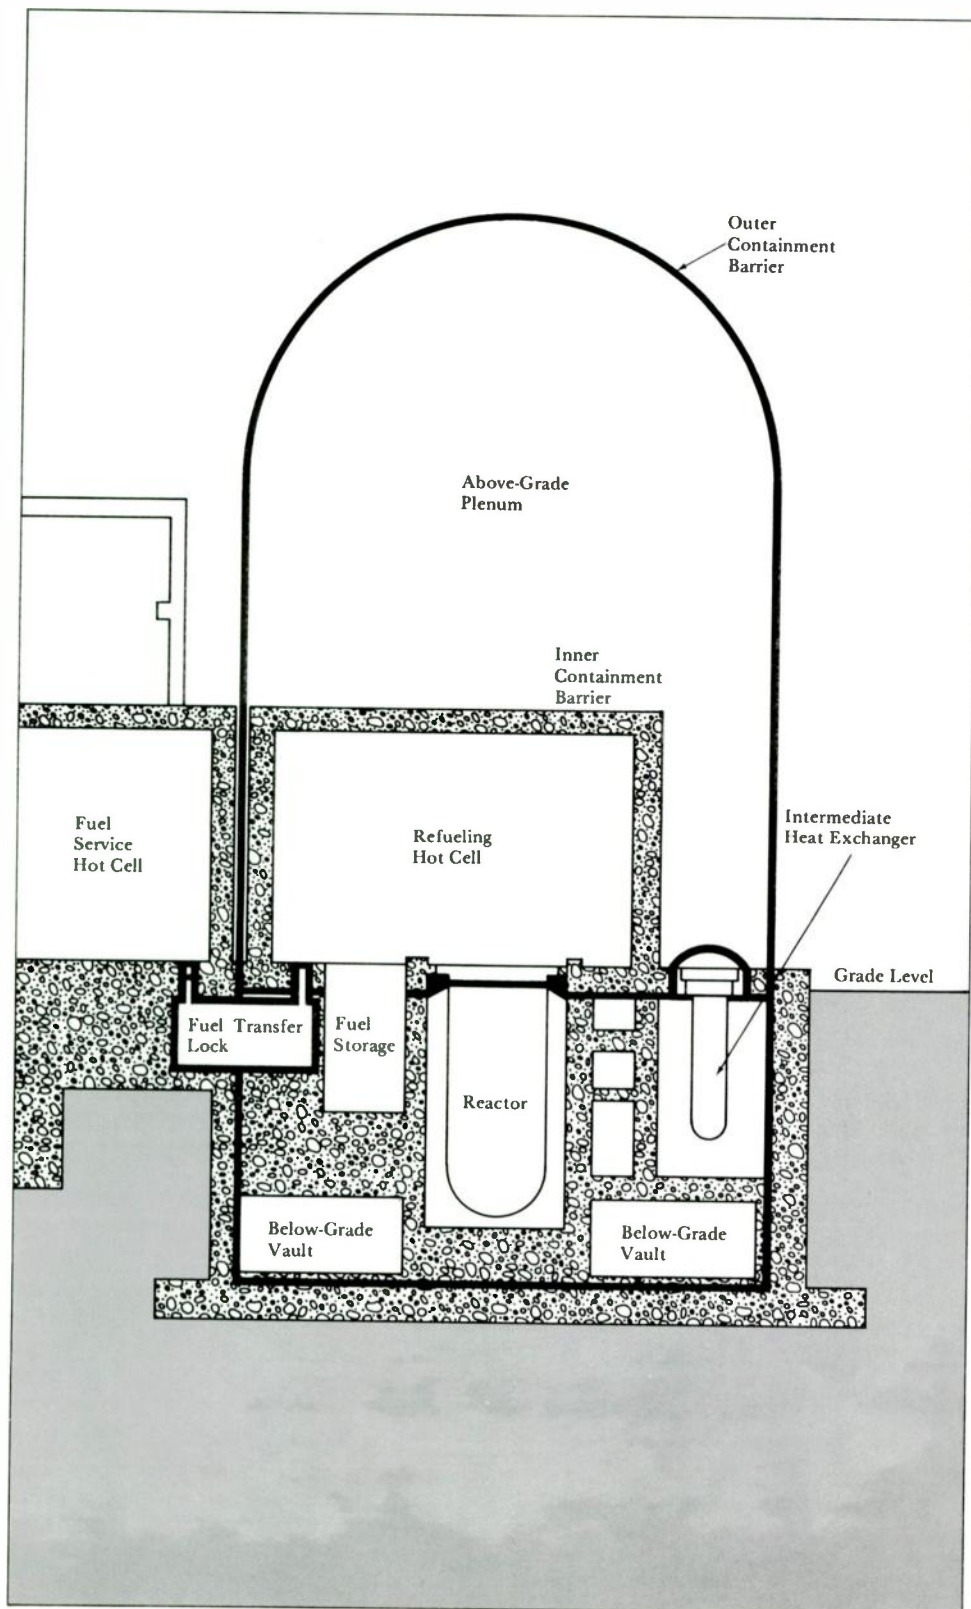 Outer
Containment
Barrier
Above-Grade
Plenum
Inner
Containment
Barrier
Intermediate
Heat Exchanger
Fuel
Service
Hot Cell
Refueling
Hot Cell
Grade Level
Fuel Transfer
Lock
Fuel
Storage
Reactor
Below-Grade
Vault
Below-Grade
Vault